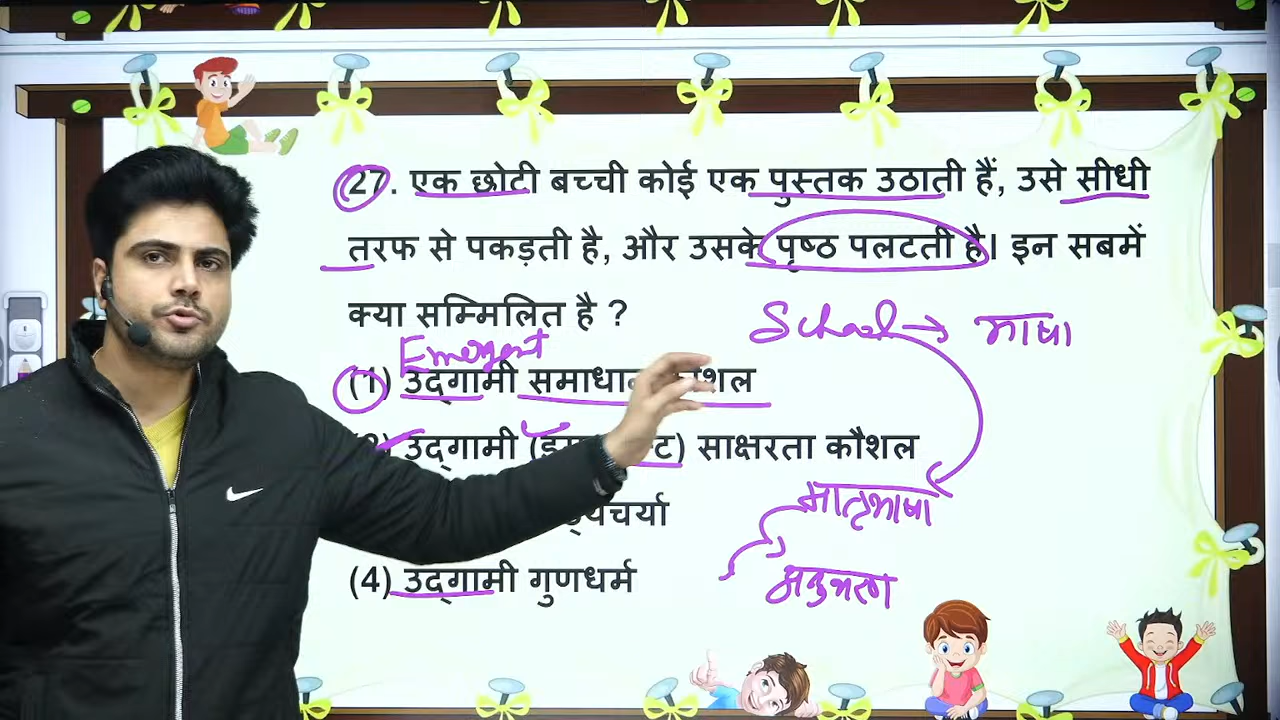 27. एक छोटी बच्ची कोई एक पुस्तक उठाती हैं, उसे सीधी
तरफ से पकड़ती है, और उसके पृष्ठ पलटती है। इन सबमें
क्या सम्मिलित है ?
School → भाषा
Emergent
(1) उद्गामी समाधान
(2) उद्गामी साक्षरता कौशल
मातृभाषा
(4) उद्गामी गुणधर्म
अनुकरण